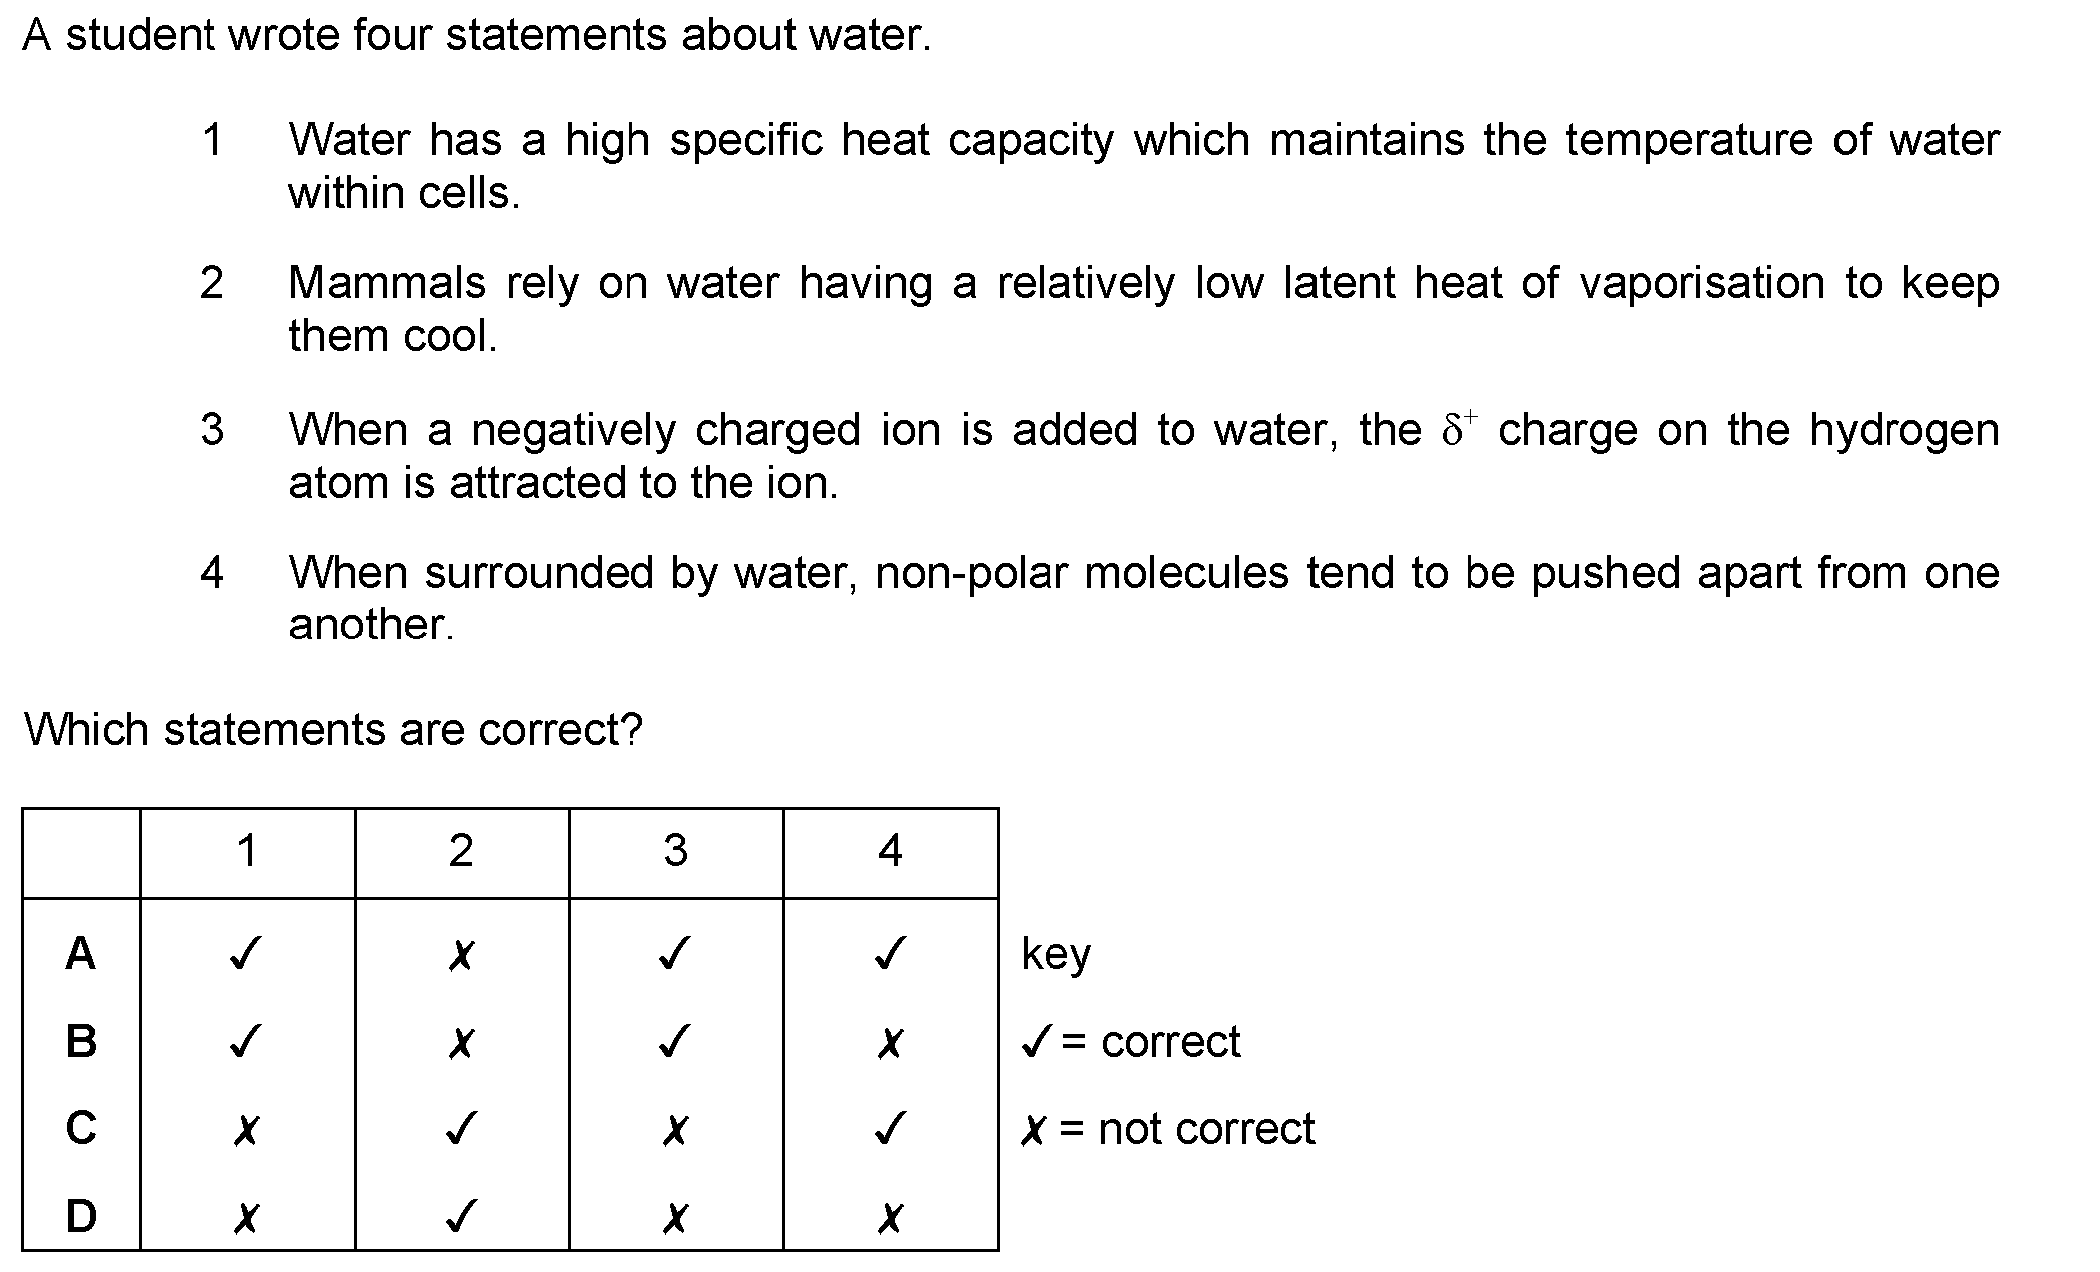 A student wrote four statements about water.
1 Water has a high specific heat capacity which maintains the temperature of water
within cells.
2 Mammals rely on water having a relatively low latent heat of vaporisation to keep
them cool.
3 When a negatively charged ion is added to water, the δ⁺ charge on the hydrogen
atom is attracted to the ion.
4 When surrounded by water, non-polar molecules tend to be pushed apart from one
another.
Which statements are correct?
1 2 3 4
A ✓ ✗ ✓ ✓ key
B ✓ ✗ ✓ ✗ ✓ = correct
C ✗ ✓ ✗ ✓ ✗ = not correct
D ✗ ✓ ✗ ✗